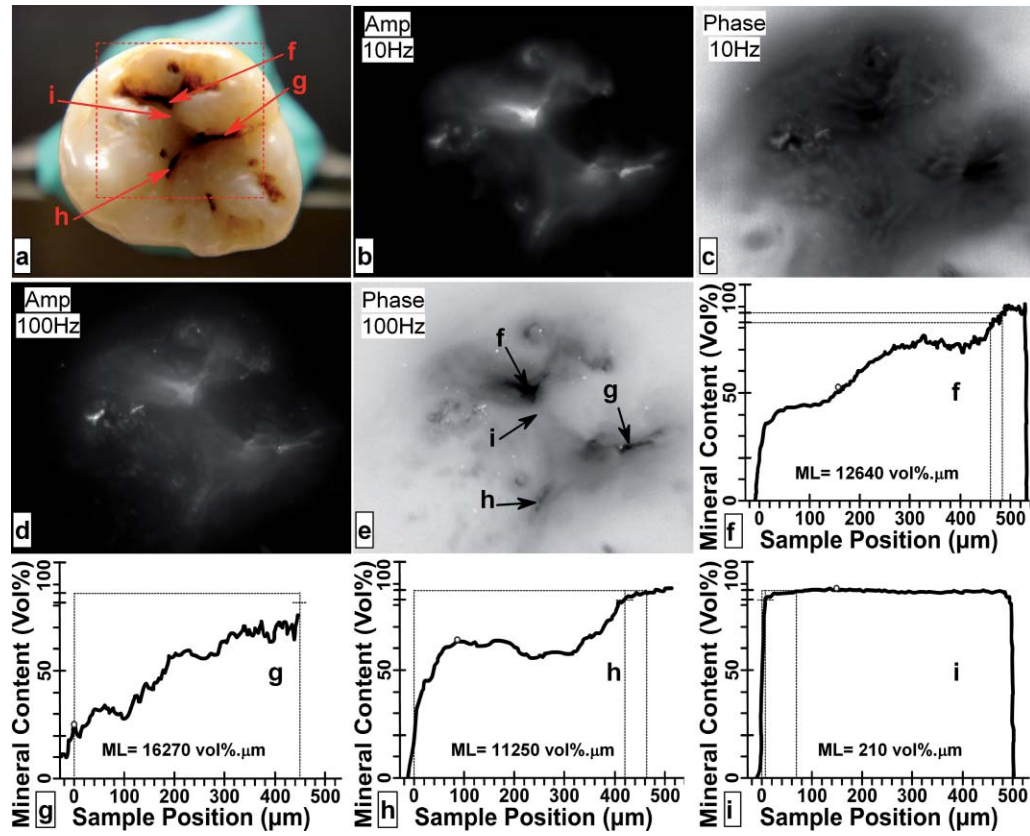 f
g
i
h
a
Amp
10Hz
b
Phase
10Hz
c
Amp
100Hz
d
Phase
100Hz
f
g
i
h
e
Mineral Content (Vol%)
100
50
0
f
ML= 12640 vol%.µm
0 100 200 300 400 500
Sample Position (µm)
f
Mineral Content (Vol%)
100
50
0
g
ML= 16270 vol%.µm
0 100 200 300 400 500
Sample Position (µm)
g
Mineral Content (Vol%)
100
50
0
h
ML= 11250 vol%.µm
0 100 200 300 400 500
Sample Position (µm)
h
Mineral Content (Vol%)
100
50
0
i
ML= 210 vol%.µm
0 100 200 300 400 500
Sample Position (µm)
i